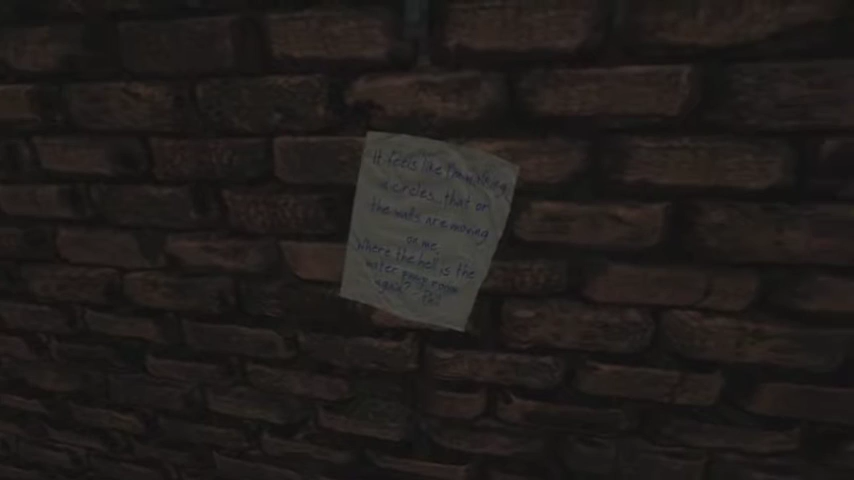 It feels like I'm walking
in circles, that or
the walls are moving
on me.
Where the hell is the
water pump room
again?